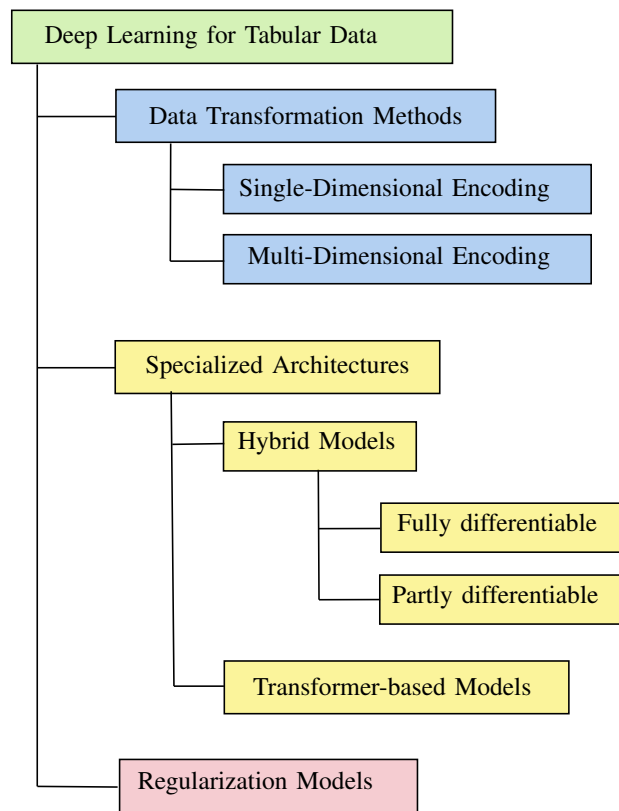 Deep Learning for Tabular Data
Data Transformation Methods
Single-Dimensional Encoding
Multi-Dimensional Encoding
Specialized Architectures
Hybrid Models
Fully differentiable
Partly differentiable
Transformer-based Models
Regularization Models